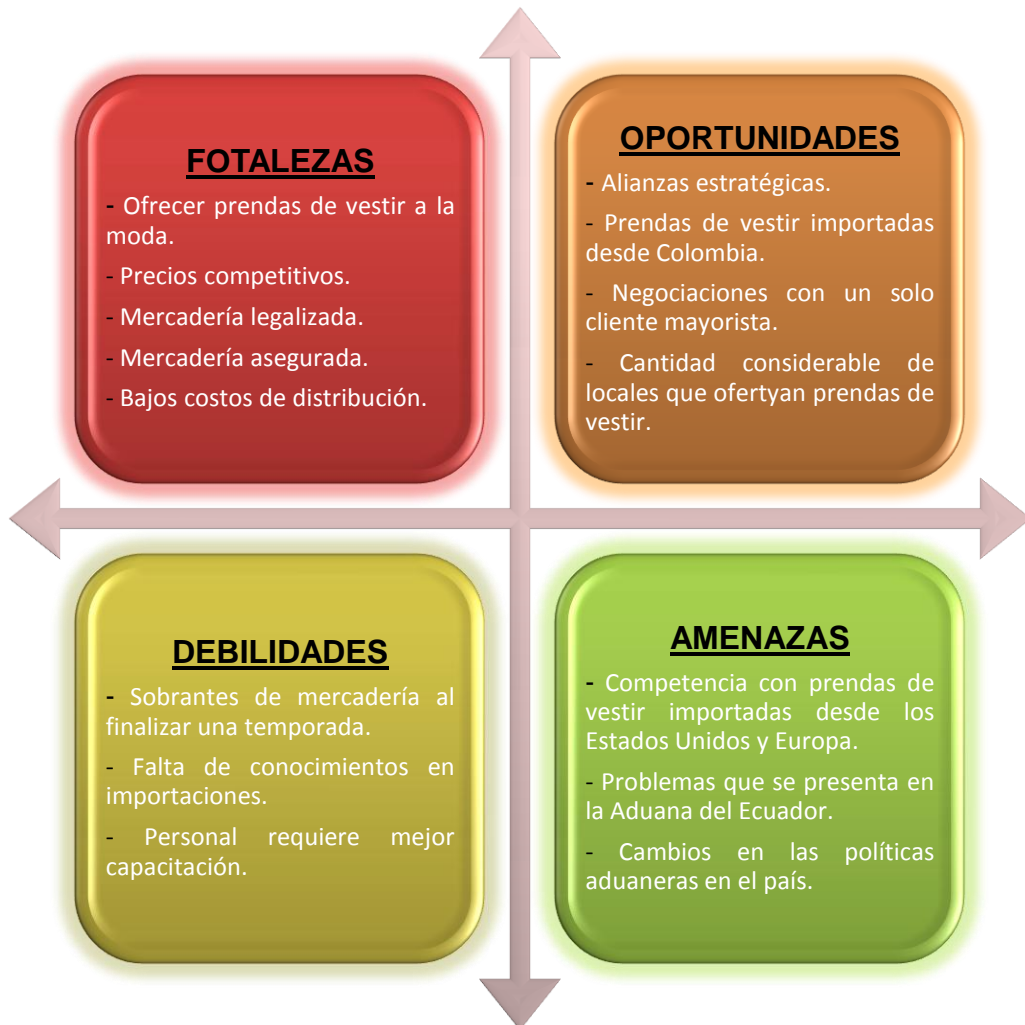 FOTALEZAS
- Ofrecer prendas de vestir a la
moda.
- Precios competitivos.
- Mercadería legalizada.
- Mercadería asegurada.
- Bajos costos de distribución.
OPORTUNIDADES
- Alianzas estratégicas.
- Prendas de vestir importadas
desde Colombia.
- Negociaciones con un solo
cliente mayorista.
- Cantidad considerable de
locales que ofertyan prendas de
vestir.
DEBILIDADES
- Sobrantes de mercadería al
finalizar una temporada.
- Falta de conocimientos en
importaciones.
- Personal requiere mejor
capacitación.
AMENAZAS
- Competencia con prendas de
vestir importadas desde los
Estados Unidos y Europa.
- Problemas que se presenta en
la Aduana del Ecuador.
- Cambios en las políticas
aduaneras en el país.